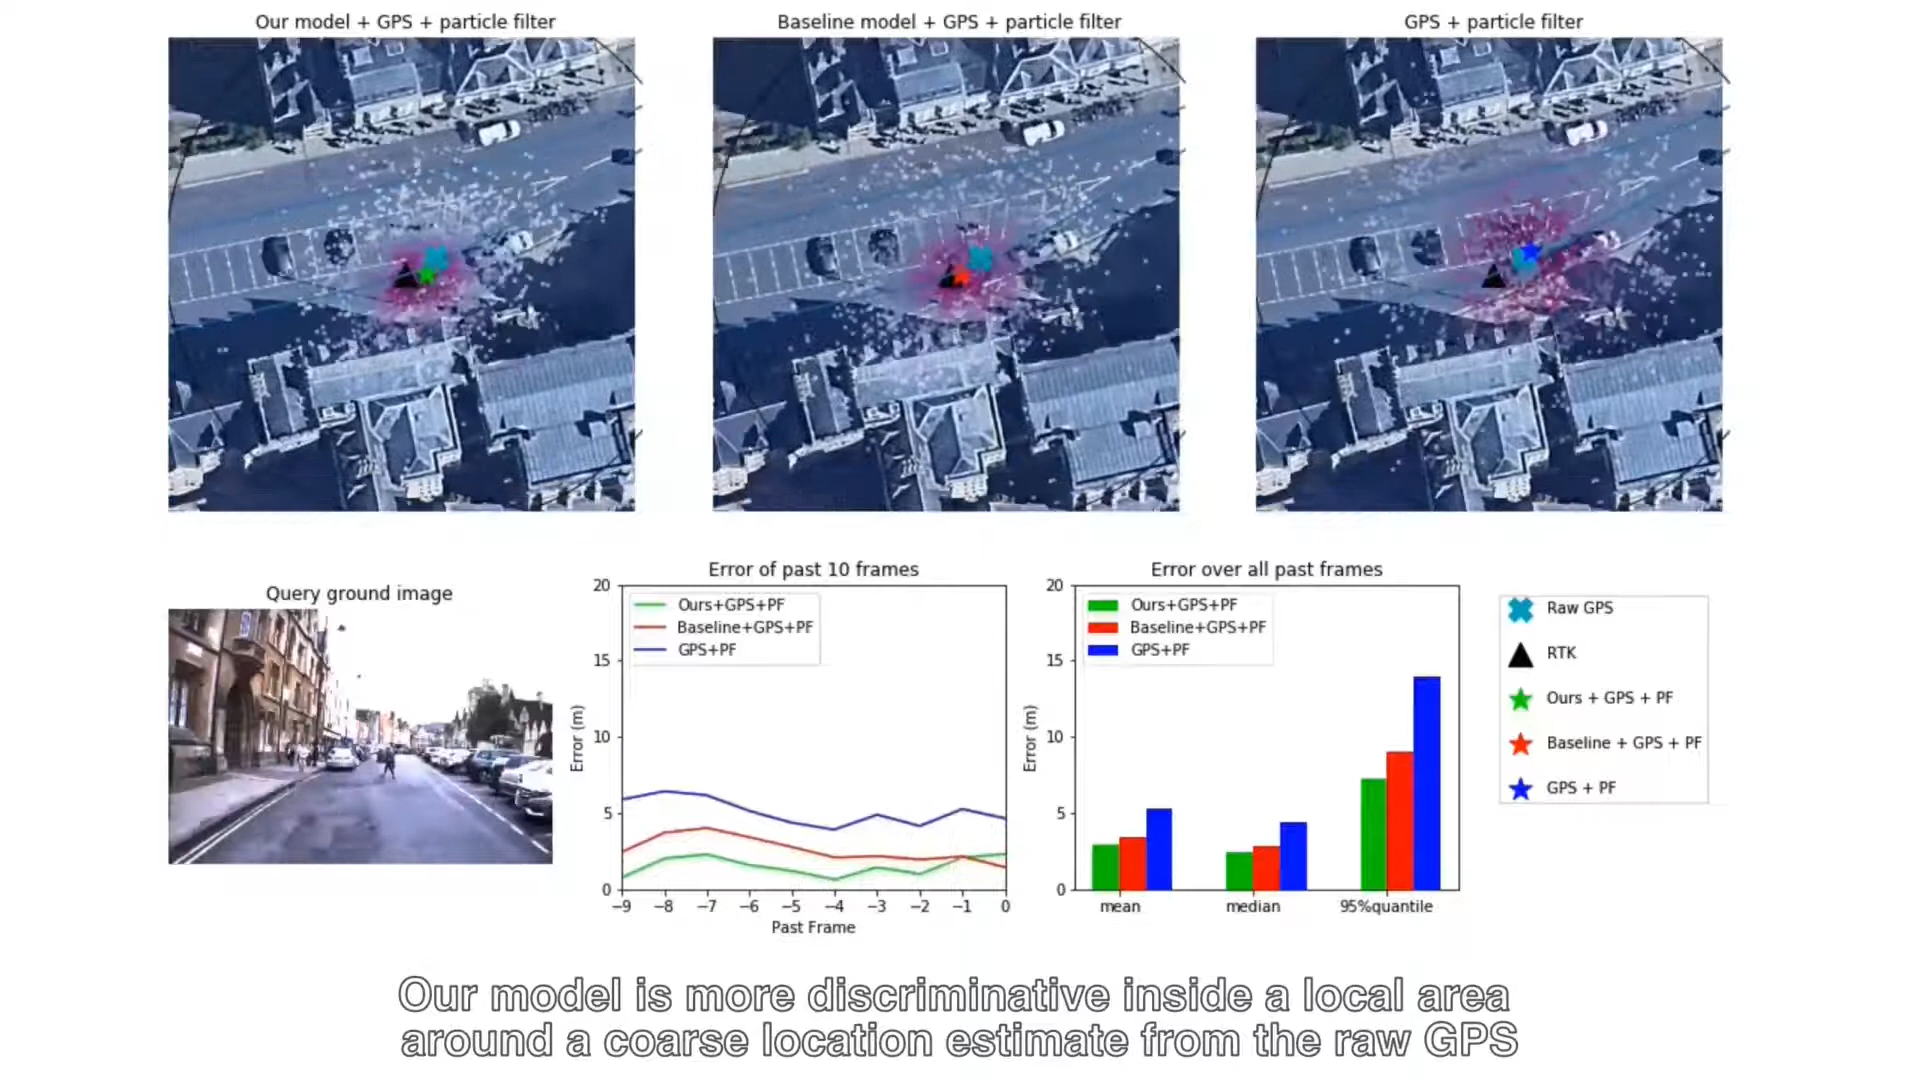 Our model + GPS + particle filter
Baseline model + GPS + particle filter
GPS + particle filter
Query ground image
Error of past 10 frames
20
15
10
5
0
Error (m)
Ours+GPS+PF
Baseline+GPS+PF
GPS+PF
−9 −8 −7 −6 −5 −4 −3 −2 −1 0
Past Frame
Error over all past frames
20
15
10
5
0
Error (m)
Ours+GPS+PF
Baseline+GPS+PF
GPS+PF
mean median 95%quantile
Raw GPS
RTK
Ours + GPS + PF
Baseline + GPS + PF
GPS + PF
Our model is more discriminative inside a local area
around a coarse location estimate from the raw GPS